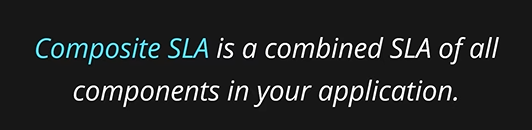 Composite SLA is a combined SLA of all
components in your application.